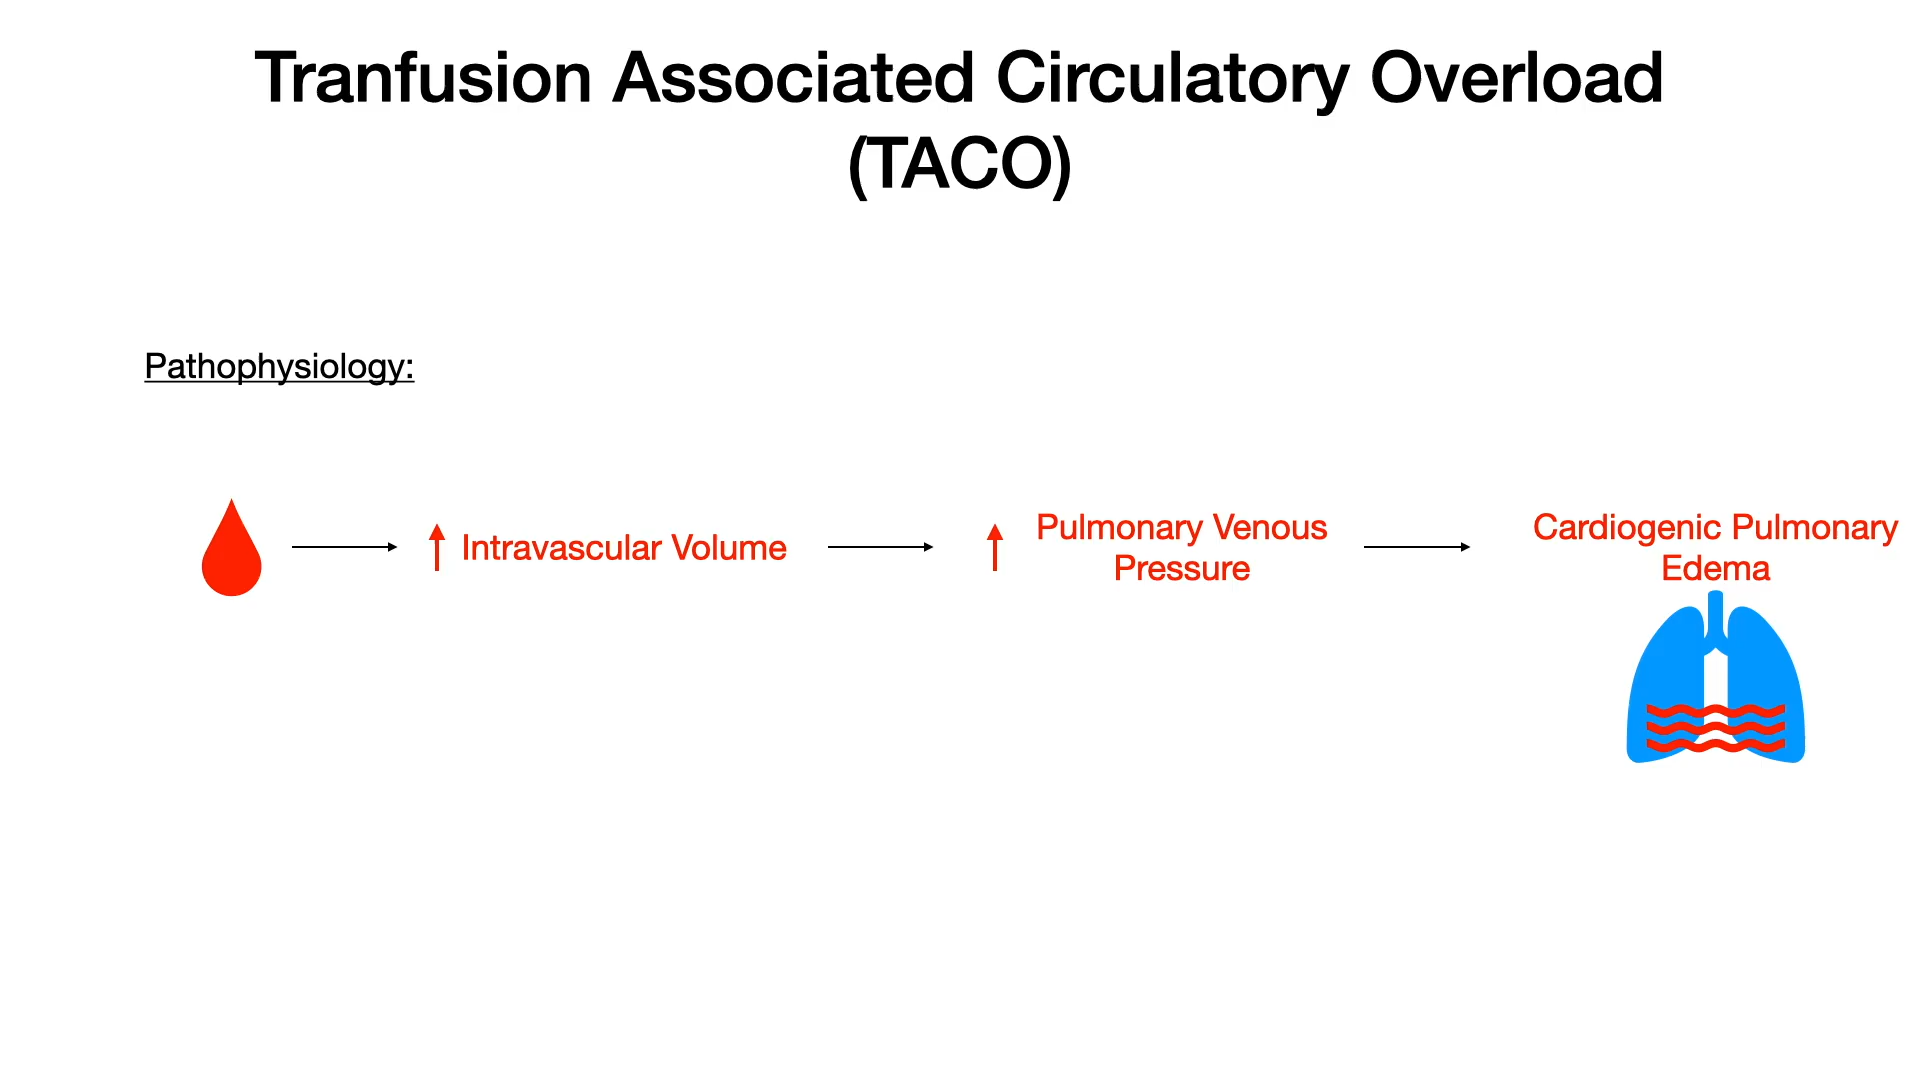 Tranfusion Associated Circulatory Overload
(TACO)
Pathophysiology:
Intravascular Volume
Pulmonary Venous
Pressure
Cardiogenic Pulmonary
Edema